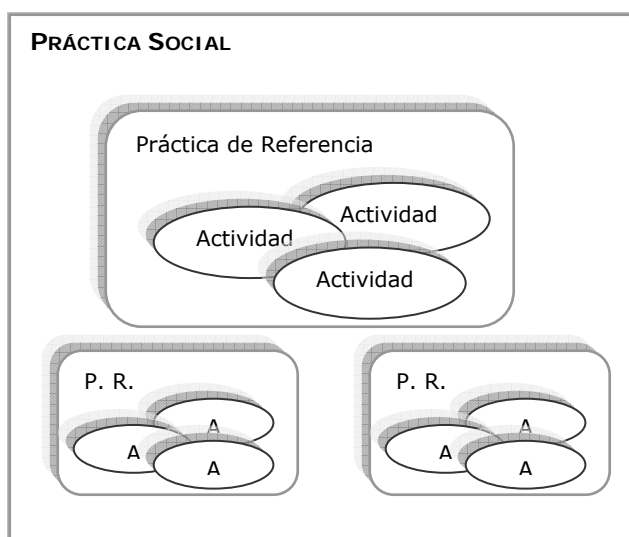 PRÁCTICA SOCIAL
Práctica de Referencia
Actividad
Actividad
Actividad
P. R.
A
A
A
P. R.
A
A
A